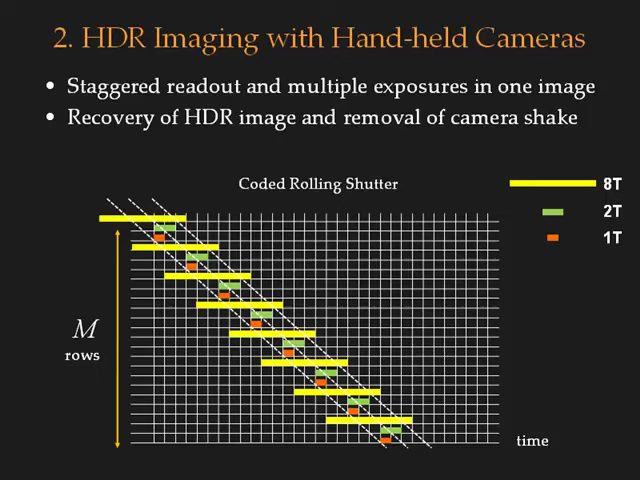 2. HDR Imaging with Hand-held Cameras
• Staggered readout and multiple exposures in one image
• Recovery of HDR image and removal of camera shake
Coded Rolling Shutter
8T
2T
1T
M
rows
time